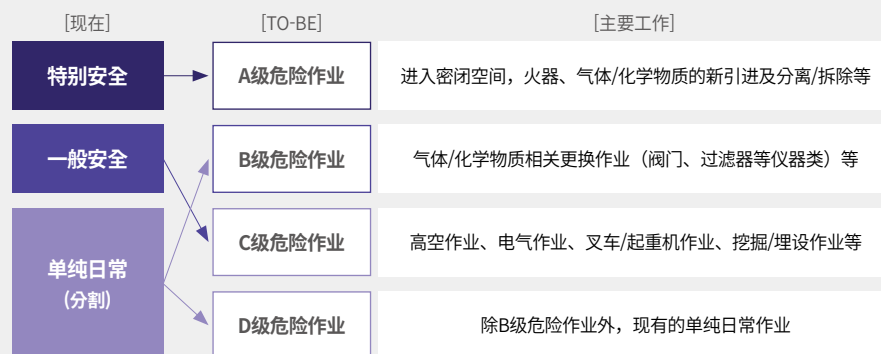 [现在] [TO-BE] [主要工作]
特别安全 A级危险作业 进入密闭空间，火器、气体/化学物质的新引进及分离/拆除等
一般安全 B级危险作业 气体/化学物质相关更换作业（阀门、过滤器等仪器类）等
C级危险作业 高空作业、电气作业、叉车/起重机作业、挖掘/埋设作业等
单纯日常
(分割)
D级危险作业 除B级危险作业外，现有的单纯日常作业